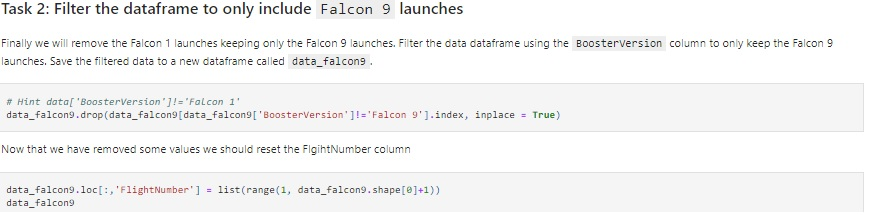 Task 2: Filter the dataframe to only include Falcon 9 launches
Finally we will remove the Falcon 1 launches keeping only the Falcon 9 launches. Filter the data dataframe using the BoosterVersion column to only keep the Falcon 9
launches. Save the filtered data to a new dataframe called data_falcon9 .
# Hint data['BoosterVersion']!='Falcon 1'
data_falcon9.drop(data_falcon9[data_falcon9['BoosterVersion']!='Falcon 9'].index, inplace = True)
Now that we have removed some values we should reset the FlgihtNumber column
data_falcon9.loc[:,'FlightNumber'] = list(range(1, data_falcon9.shape[0]+1))
data_falcon9